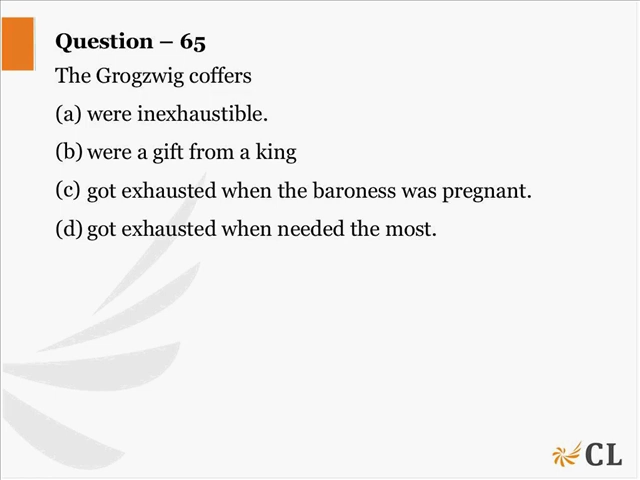 Question – 65
The Grogzwig coffers
(a) were inexhaustible.
(b) were a gift from a king
(c) got exhausted when the baroness was pregnant.
(d) got exhausted when needed the most.
CL